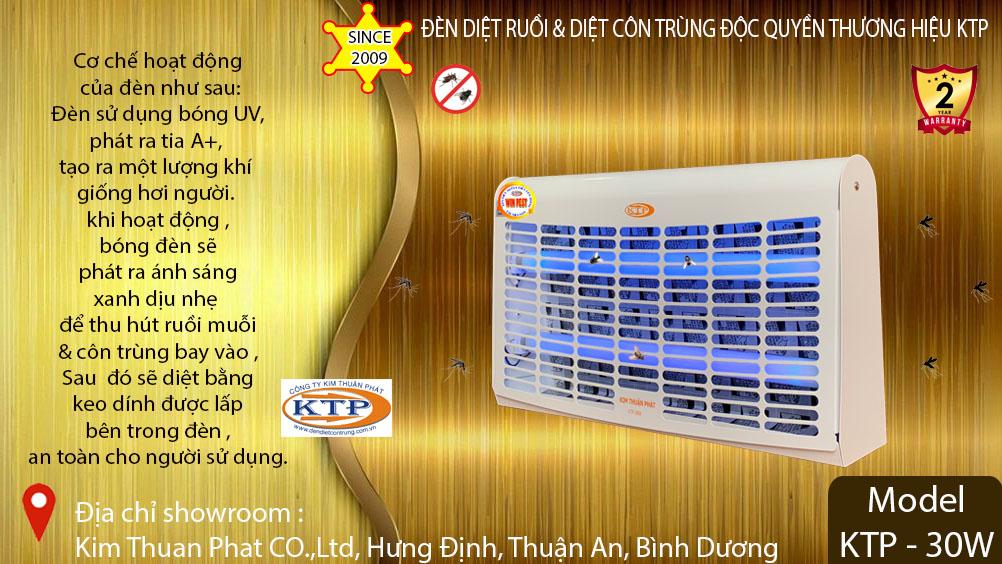 SINCE
2009
ĐÈN DIỆT RUỒI & DIỆT CÔN TRÙNG ĐỘC QUYỀN THƯƠNG HIỆU KTP
2
YEAR
WARRANTY
Cơ chế hoạt động
của đèn như sau:
Đèn sử dụng bóng UV,
phát ra tia A+,
tạo ra một lượng khí
giống hơi người.
khi hoạt động ,
bóng đèn sẽ
phát ra ánh sáng
xanh dịu nhẹ
để thu hút ruồi muỗi
& côn trùng bay vào ,
Sau đó sẽ diệt bằng
keo dính được lắp
bên trong đèn ,
an toàn cho người sử dụng.
CÔNG TY KIM THUẬN PHÁT
KTP
www.dendietcontrung.com.vn
WIN PEST
KTP
KIM THUẬN PHÁT
Địa chỉ showroom :
Kim Thuan Phat CO.,Ltd, Hưng Định, Thuận An, Bình Dương
Model
KTP - 30W